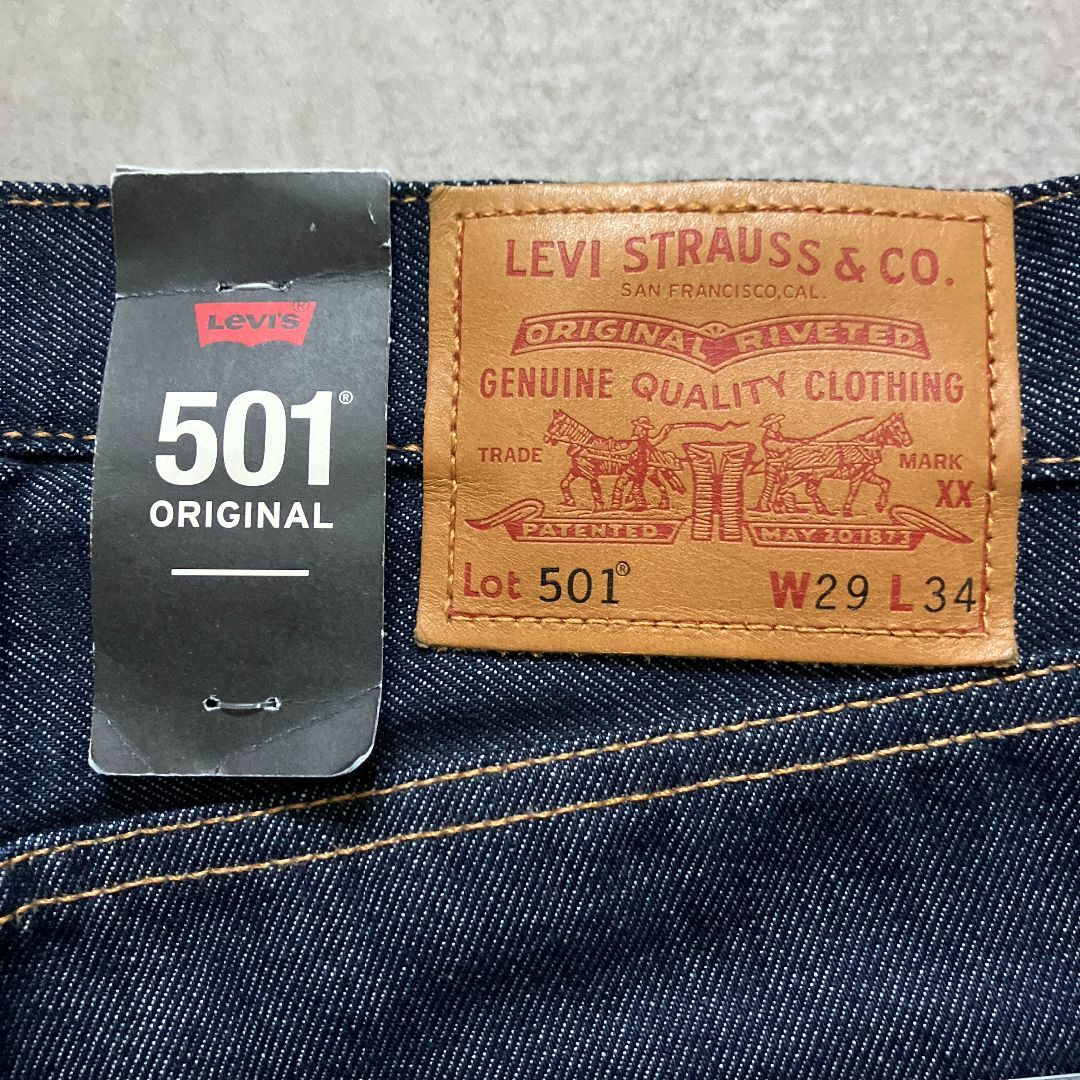 Levi's®
501®
ORIGINAL
LEVI STRAUSS & CO.
SAN FRANCISCO, CAL.
ORIGINAL RIVETED
GENUINE QUALITY CLOTHING
TRADE MARK
XX
PATENTED MAY 20 1873
Lot 501® W29 L34